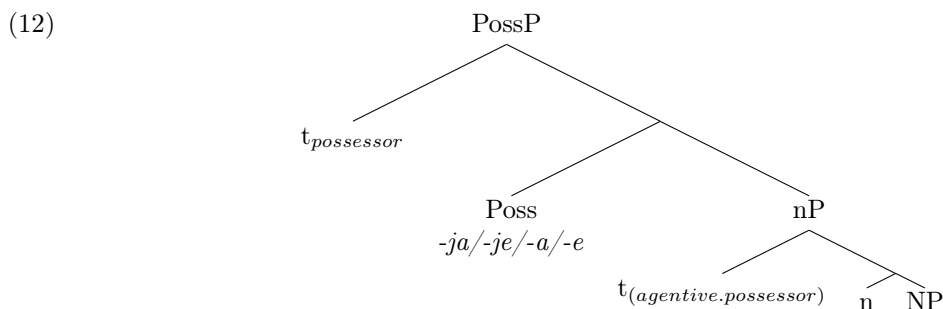 (12) PossP
t_possessor
Poss nP
-ja/-je/-a/-e
t_(agentive.possessor) n NP